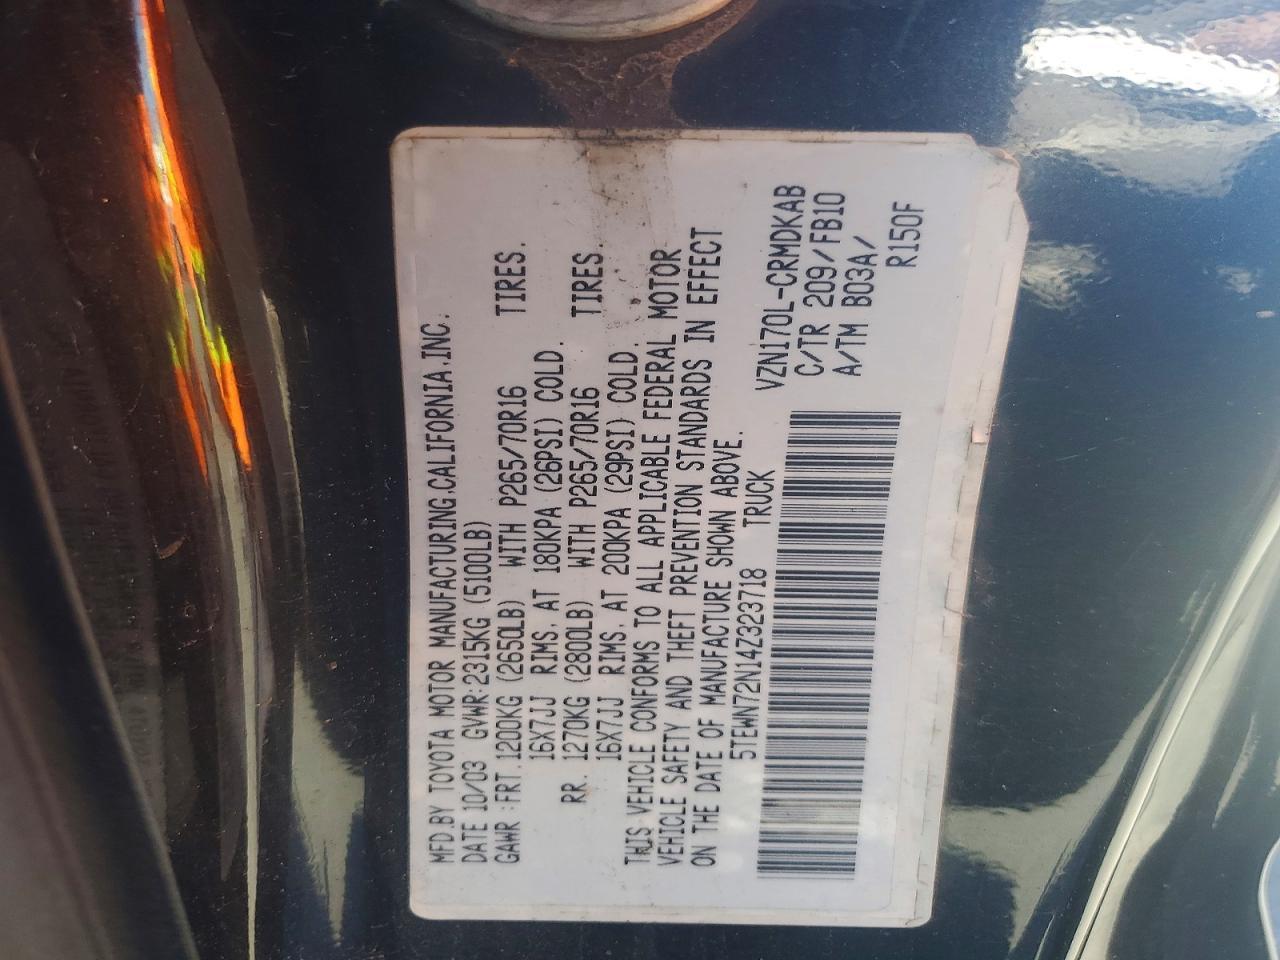 MFD.BY TOYOTA MOTOR MANUFACTURING,CALIFORNIA,INC.
DATE 10/03 GVWR:2315KG (5100LB)
GAWR :FRT.1200KG (2650LB) WITH P265/70R16 TIRES.
16X7JJ RIMS, AT 180KPA (26PSI) COLD.
RR. 1270KG (2800LB) WITH P265/70R16 TIRES.
16X7JJ RIMS, AT 200KPA (29PSI) COLD.
THIS VEHICLE CONFORMS TO ALL APPLICABLE FEDERAL MOTOR
VEHICLE SAFETY AND THEFT PREVENTION STANDARDS IN EFFECT
ON THE DATE OF MANUFACTURE SHOWN ABOVE.
5TEWN72N14Z323718 TRUCK
VZN170L-CRMDKAB
C/TR 209/FB10
A/TM B03A/
R150F